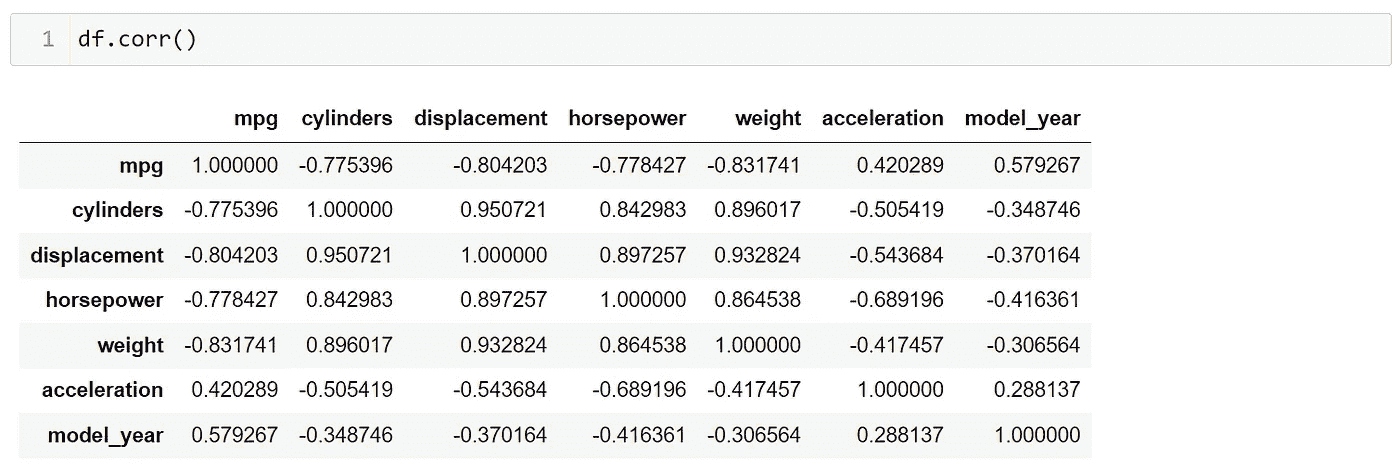 1 df.corr()
mpg cylinders displacement horsepower weight acceleration model_year
mpg 1.000000 -0.775396 -0.804203 -0.778427 -0.831741 0.420289 0.579267
cylinders -0.775396 1.000000 0.950721 0.842983 0.896017 -0.505419 -0.348746
displacement -0.804203 0.950721 1.000000 0.897257 0.932824 -0.543684 -0.370164
horsepower -0.778427 0.842983 0.897257 1.000000 0.864538 -0.689196 -0.416361
weight -0.831741 0.896017 0.932824 0.864538 1.000000 -0.417457 -0.306564
acceleration 0.420289 -0.505419 -0.543684 -0.689196 -0.417457 1.000000 0.288137
model_year 0.579267 -0.348746 -0.370164 -0.416361 -0.306564 0.288137 1.000000